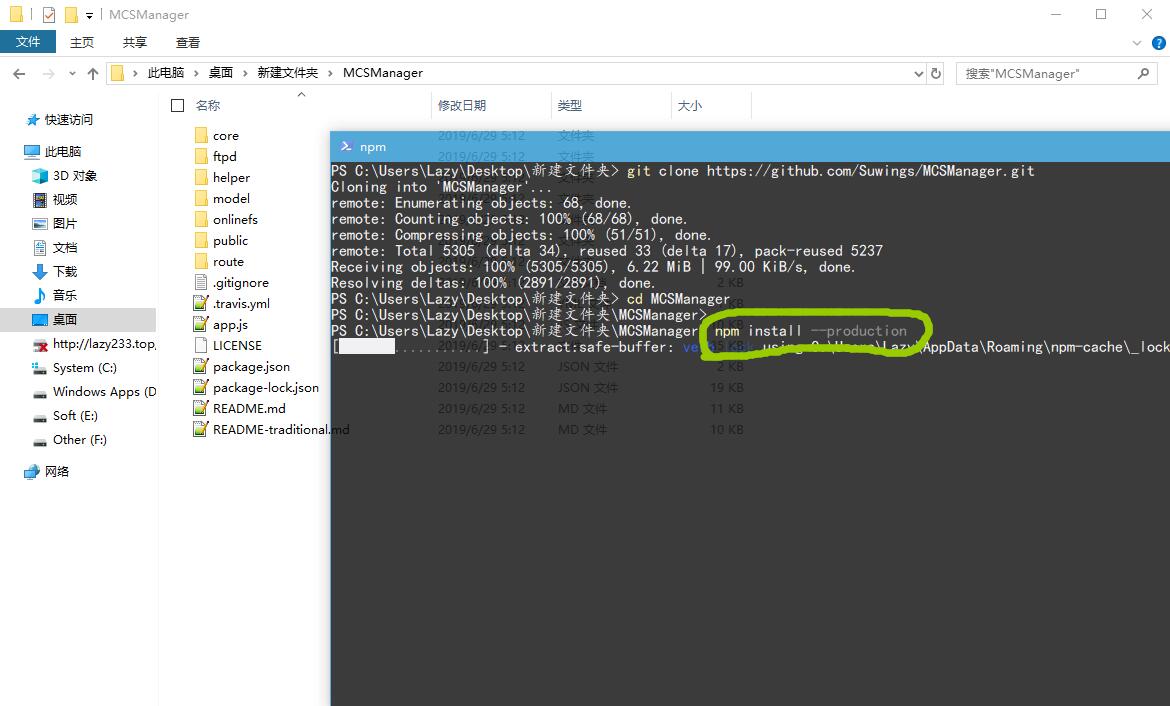 MCSManager
文件 主页 共享 查看
此电脑 桌面 新建文件夹 MCSManager
搜索"MCSManager"
快速访问
此电脑
3D 对象
视频
图片
文档
下载
音乐
桌面
http://lazy233.top,
System (C:)
Windows Apps (D
Soft (E:)
Other (F:)
网络
名称 修改日期 类型 大小
core 2019/6/29 5:12 文件夹
ftpd
helper
model
onlinefs
public
route
.gitignore
.travis.yml
app.js
LICENSE
package.json 2019/6/29 5:12 JSON 文件 2 KB
package-lock.json 2019/6/29 5:12 JSON 文件 19 KB
README.md 2019/6/29 5:12 MD 文件 11 KB
README-traditional.md 2019/6/29 5:12 MD 文件 10 KB
npm
PS C:\Users\Lazy\Desktop\新建文件夹> git clone https://github.com/Suwings/MCSManager.git
Cloning into 'MCSManager'...
remote: Enumerating objects: 68, done.
remote: Counting objects: 100% (68/68), done.
remote: Compressing objects: 100% (51/51), done.
remote: Total 5305 (delta 34), reused 33 (delta 17), pack-reused 5237
Receiving objects: 100% (5305/5305), 6.22 MiB | 99.00 KiB/s, done.
Resolving deltas: 100% (2891/2891), done.
PS C:\Users\Lazy\Desktop\新建文件夹> cd MCSManager
PS C:\Users\Lazy\Desktop\新建文件夹\MCSManager>
PS C:\Users\Lazy\Desktop\新建文件夹\MCSManager npm install --production
[ ...........] - extract:safe-buffer: using C:\Users\Lazy\AppData\Roaming\npm-cache\_lock